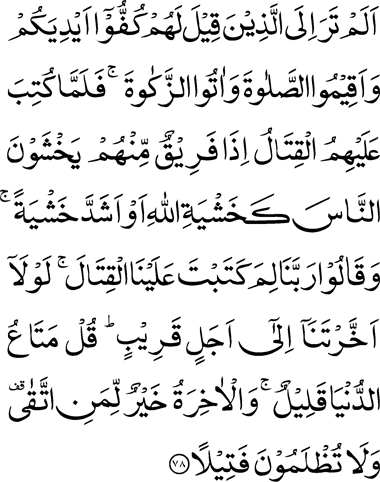 اَلَمْ تَرَ اِلَى الَّذِيْنَ قِيْلَ لَهُمْ كُفُّوْٓا اَيْدِيَكُمْ
وَاَقِيْمُوا الصَّلٰوةَ وَاٰتُوا الزَّكٰوةَ ۚ فَلَمَّا كُتِبَ
عَلَيْهِمُ الْقِتَالُ اِذَا فَرِيْقٌ مِّنْهُمْ يَخْشَوْنَ
النَّاسَ كَخَشْيَةِ اللّٰهِ اَوْ اَشَدَّ خَشْيَةً ۚ
وَقَالُوْا رَبَّنَا لِمَ كَتَبْتَ عَلَيْنَا الْقِتَالَ ۚ لَوْلَآ
اَخَّرْتَنَآ اِلٰٓى اَجَلٍ قَرِيْبٍ ؕ قُلْ مَتَاعُ
الدُّنْيَا قَلِيْلٌ ۚ وَالْاٰخِرَةُ خَيْرٌ لِّمَنِ اتَّقٰى ۟قف
وَلَا تُظْلَمُوْنَ فَتِيْلًا ۝٧٨